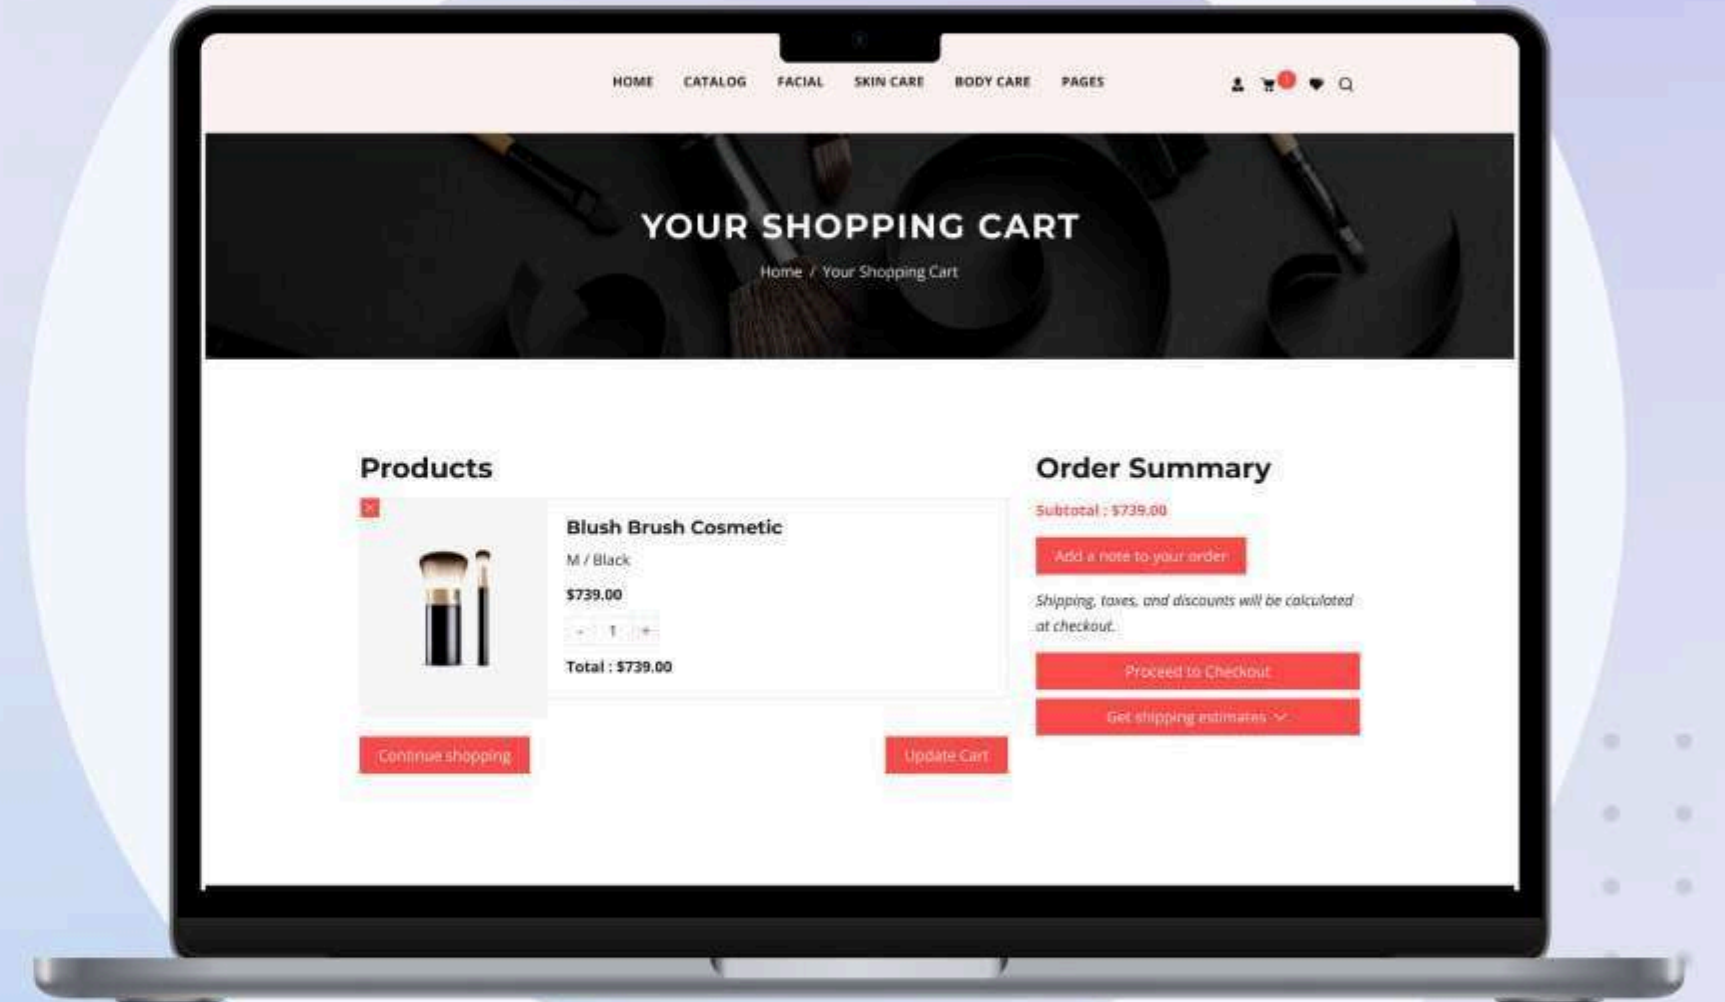 HOME CATALOG FACIAL SKIN CARE BODY CARE PAGES
YOUR SHOPPING CART
Home / Your Shopping Cart
Products
Blush Brush Cosmetic
M / Black
$739.00
- 1 +
Total : $739.00
Continue shopping
Update Cart
Order Summary
Subtotal : $739.00
Add a note to your order
Shipping, taxes, and discounts will be calculated
at checkout.
Proceed to Checkout
Get shipping estimates